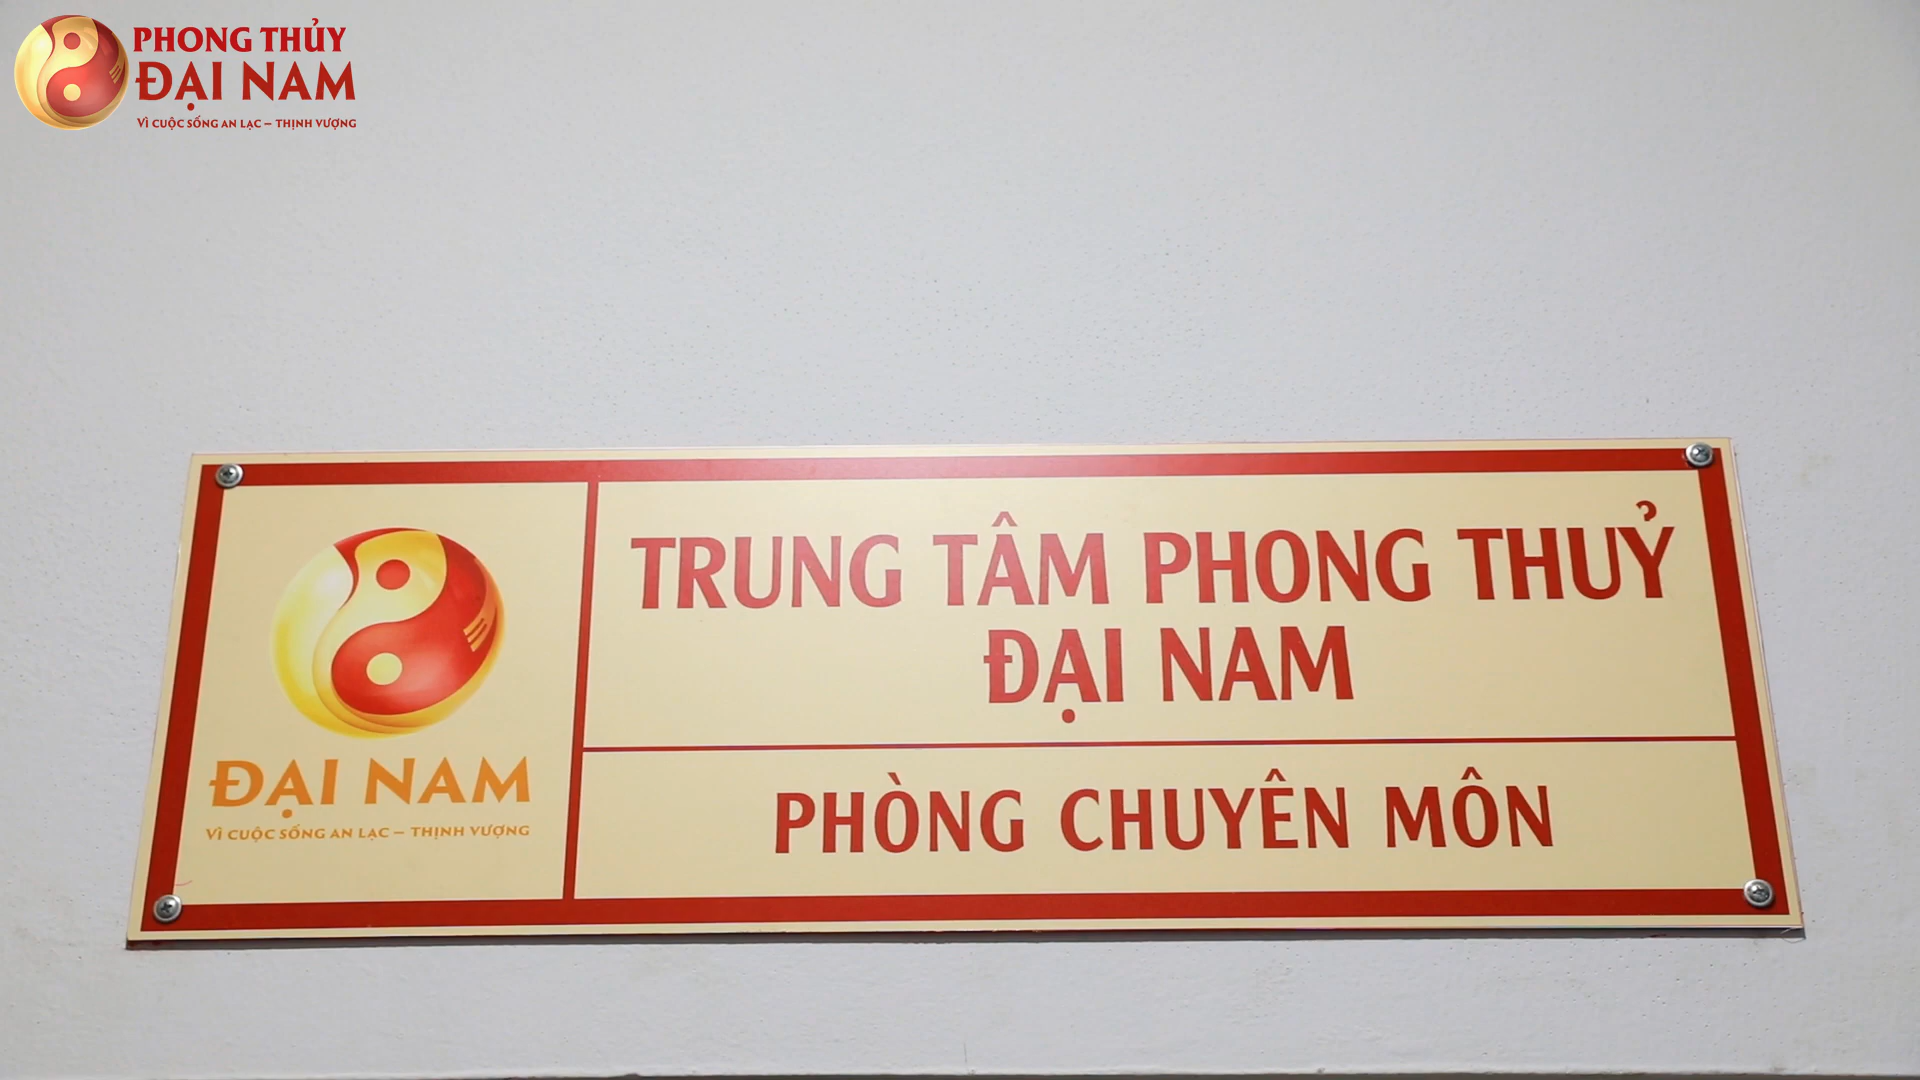 PHONG THỦY
ĐẠI NAM
VÌ CUỘC SỐNG AN LẠC – THỊNH VƯỢNG
TRUNG TÂM PHONG THUỶ
ĐẠI NAM
PHÒNG CHUYÊN MÔN
ĐẠI NAM
VÌ CUỘC SỐNG AN LẠC – THỊNH VƯỢNG